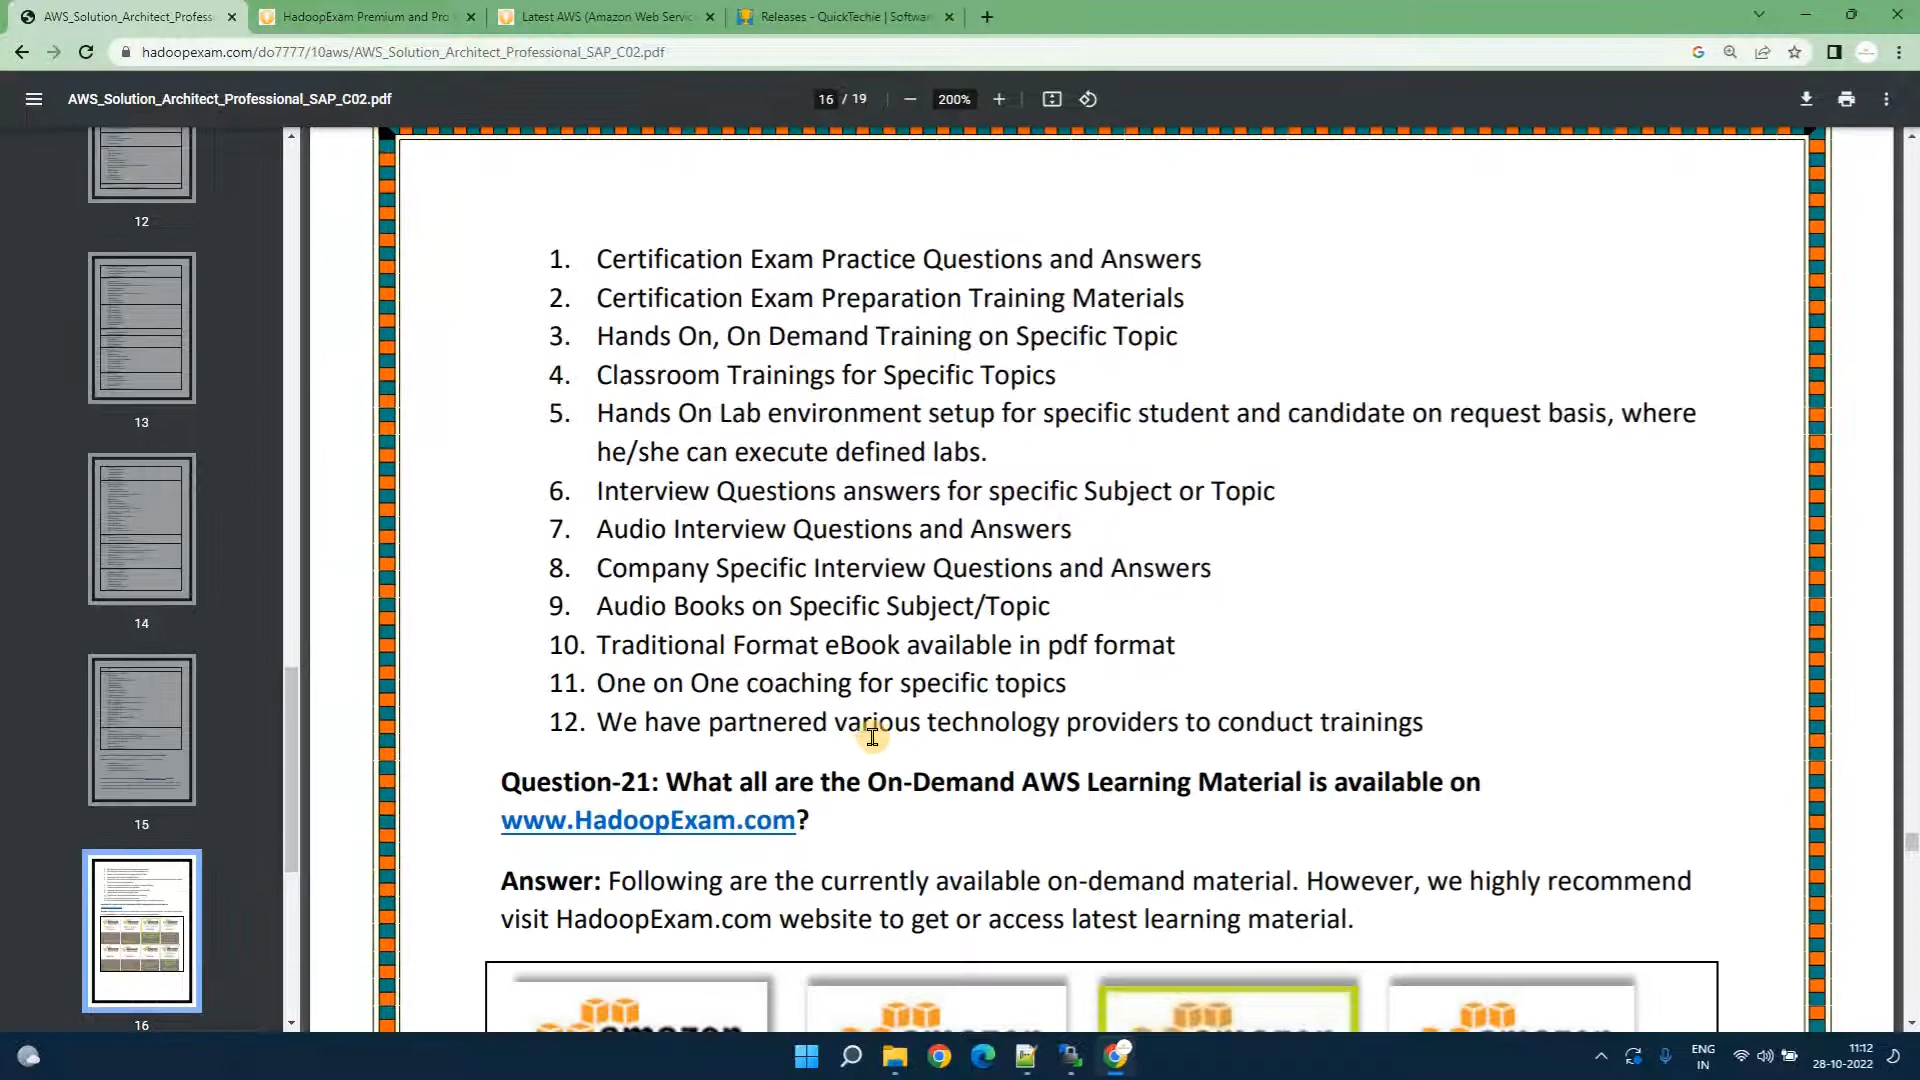 AWS_Solution_Architect_Profess
HadoopExam Premium and Pro
Latest AWS (Amazon Web Servic
Releases - QuickTechie | Softwar
hadoopexam.com/do7777/10aws/AWS_Solution_Architect_Professional_SAP_C02.pdf
AWS_Solution_Architect_Professional_SAP_C02.pdf
16 / 19
200%
12
13
14
15
16
1. Certification Exam Practice Questions and Answers
2. Certification Exam Preparation Training Materials
3. Hands On, On Demand Training on Specific Topic
4. Classroom Trainings for Specific Topics
5. Hands On Lab environment setup for specific student and candidate on request basis, where
he/she can execute defined labs.
6. Interview Questions answers for specific Subject or Topic
7. Audio Interview Questions and Answers
8. Company Specific Interview Questions and Answers
9. Audio Books on Specific Subject/Topic
10. Traditional Format eBook available in pdf format
11. One on One coaching for specific topics
12. We have partnered various technology providers to conduct trainings
Question-21: What all are the On-Demand AWS Learning Material is available on
www.HadoopExam.com?
Answer: Following are the currently available on-demand material. However, we highly recommend
visit HadoopExam.com website to get or access latest learning material.
ENG
IN
11:12
28-10-2022